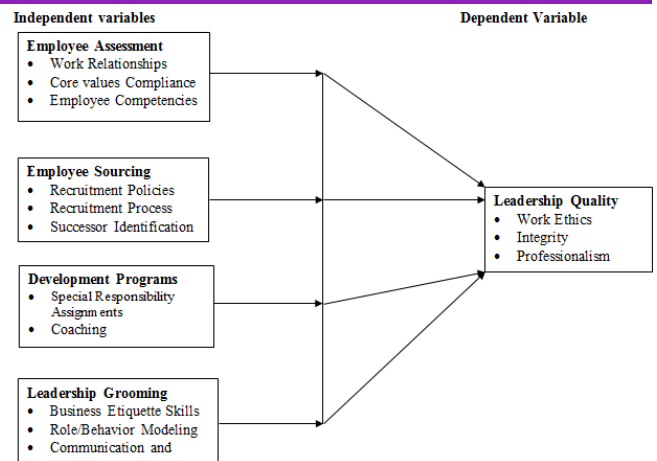 Independent variables
Dependent Variable
Employee Assessment
• Work Relationships
• Core values Compliance
• Employee Competencies
Employee Sourcing
• Recruitment Policies
• Recruitment Process
• Successor Identification
Leadership Quality
• Work Ethics
• Integrity
• Professionalism
Development Programs
• Special Responsibility
Assignments
• Coaching
Leadership Grooming
• Business Etiquette Skills
• Role/Behavior Modeling
• Communication and